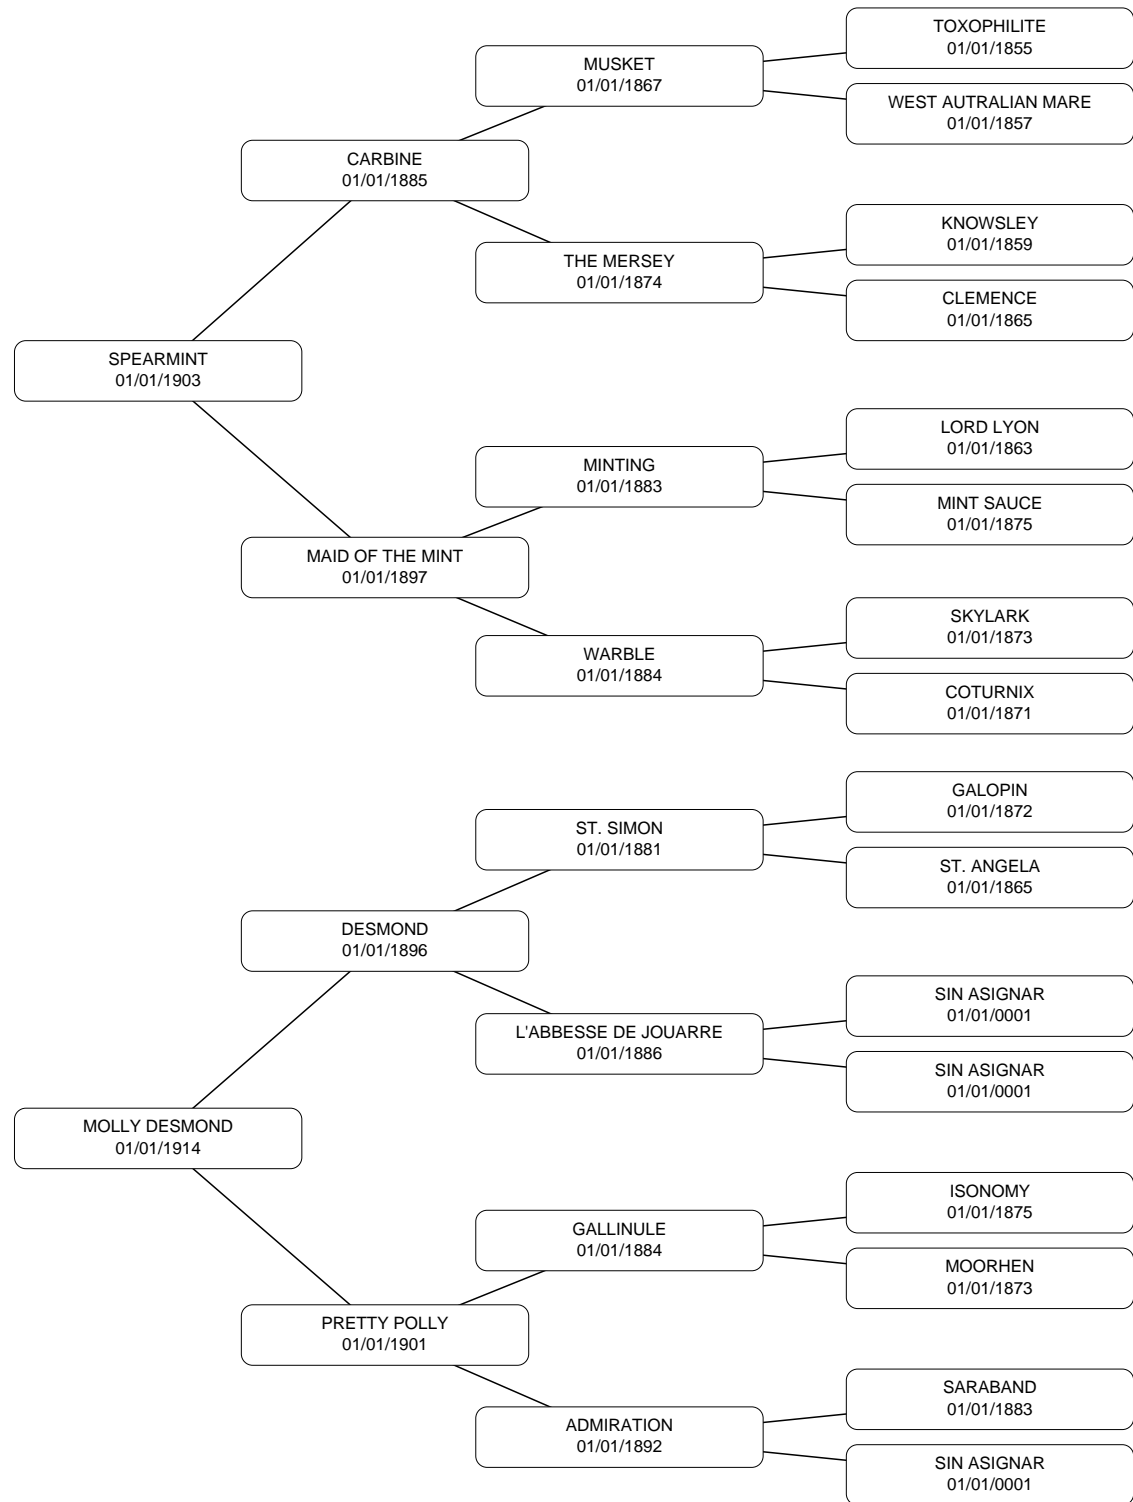 TOXOPHILITE
01/01/1855
MUSKET
01/01/1867
WEST AUTRALIAN MARE
01/01/1857
CARBINE
01/01/1885
KNOWSLEY
01/01/1859
THE MERSEY
01/01/1874
CLEMENCE
01/01/1865
SPEARMINT
01/01/1903
LORD LYON
01/01/1863
MINTING
01/01/1883
MINT SAUCE
01/01/1875
MAID OF THE MINT
01/01/1897
SKYLARK
01/01/1873
WARBLE
01/01/1884
COTURNIX
01/01/1871
GALOPIN
01/01/1872
ST. SIMON
01/01/1881
ST. ANGELA
01/01/1865
DESMOND
01/01/1896
SIN ASIGNAR
01/01/0001
L'ABBESSE DE JOUARRE
01/01/1886
SIN ASIGNAR
01/01/0001
MOLLY DESMOND
01/01/1914
ISONOMY
01/01/1875
GALLINULE
01/01/1884
MOORHEN
01/01/1873
PRETTY POLLY
01/01/1901
SARABAND
01/01/1883
ADMIRATION
01/01/1892
SIN ASIGNAR
01/01/0001